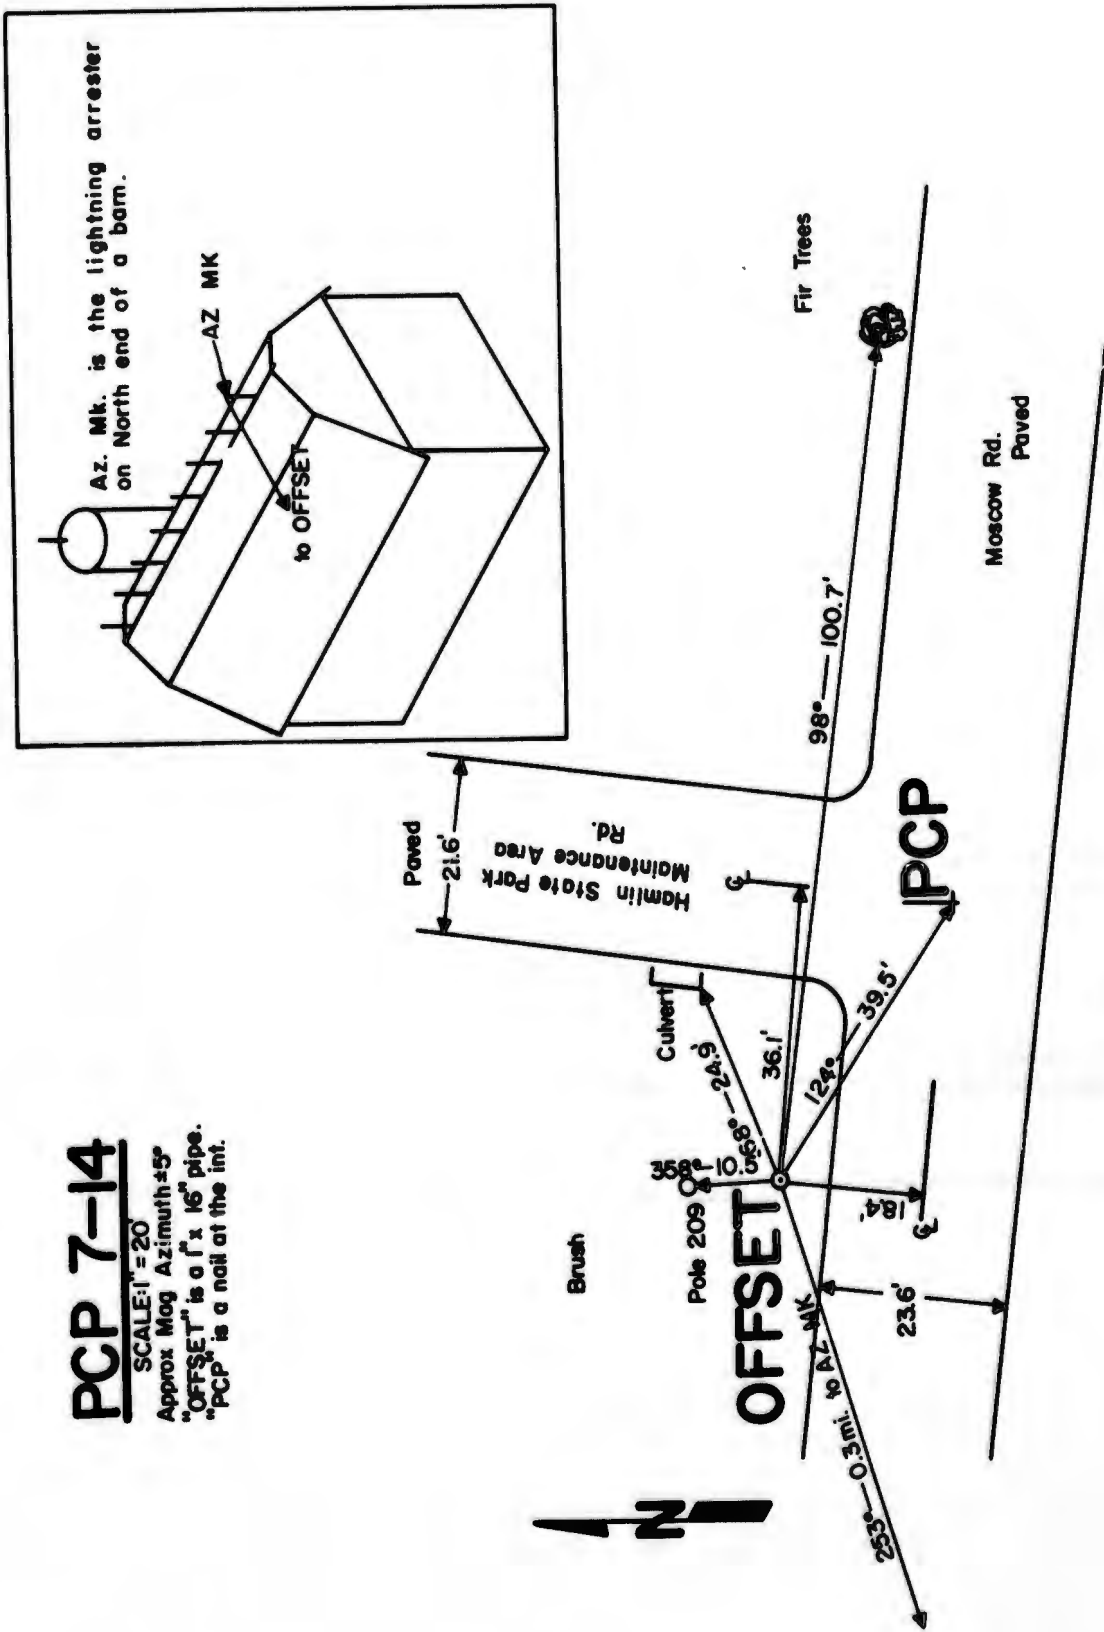 PCP 7-14
SCALE:1"=20'
Approx Mag Azimuth ±5°
"OFFSET" is a 1" x 16" pipe.
"PCP" is a nail at the int.
Az. Mk. is the lightning arrester
on North end of a barn.
AZ MK
to OFFSET
Paved
21.6'
Hamlin State Park
Maintenance Area
Rd.
Brush
Culvert
Pole 209
358°-10.5'
68°-24.9'
36.1'
℄
98°-100.7'
Fir Trees
OFFSET
124°-39.5'
PCP
18.4'
℄
23.6'
253°-0.3mi. to AZ MK
Moscow Rd.
Paved
N